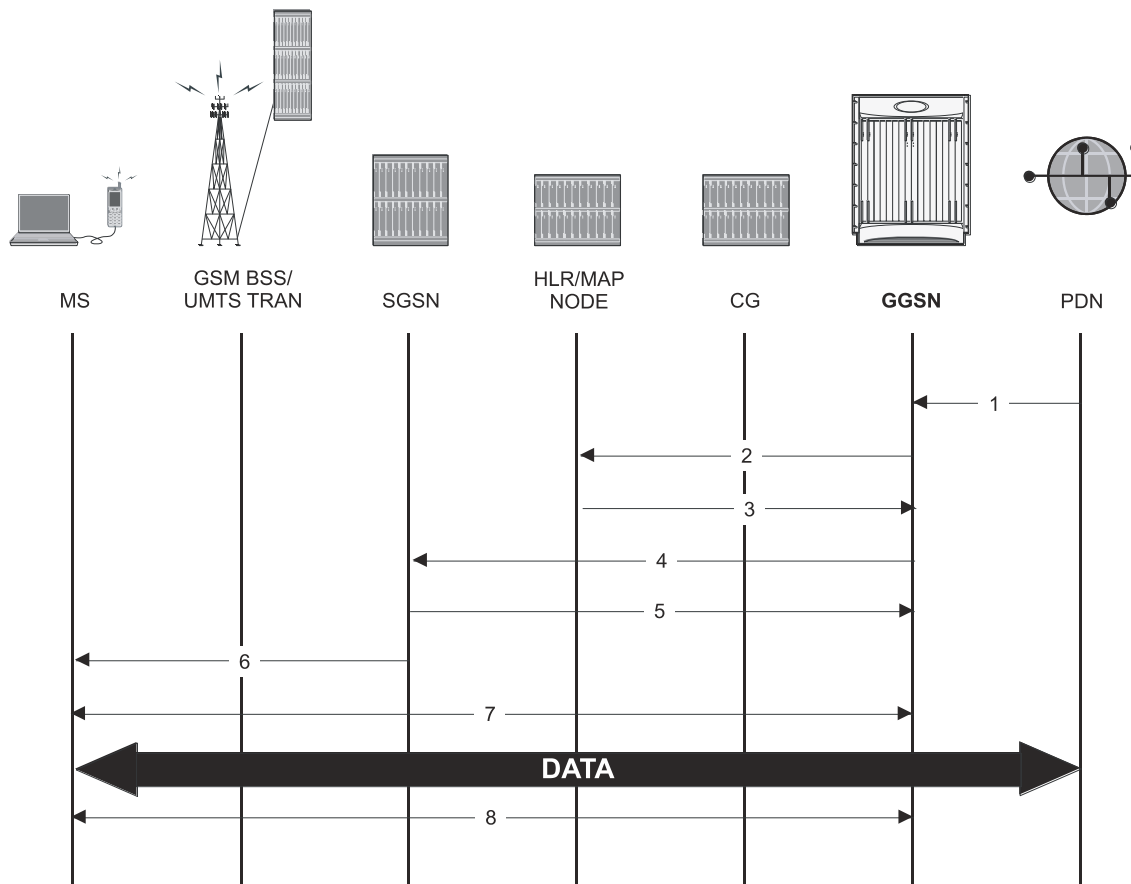 MS
GSM BSS/
UMTS TRAN
SGSN
HLR/MAP
NODE
CG
GGSN
PDN
1
2
3
4
5
6
7
DATA
8